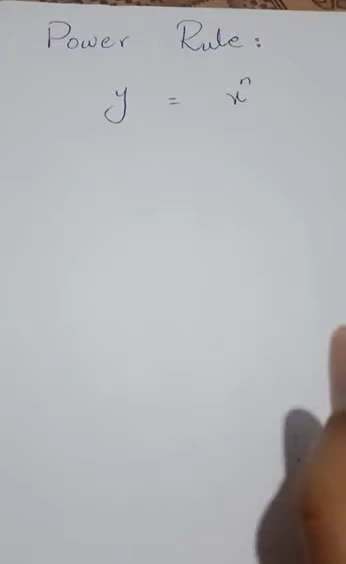 Power Rule:
y = xⁿ